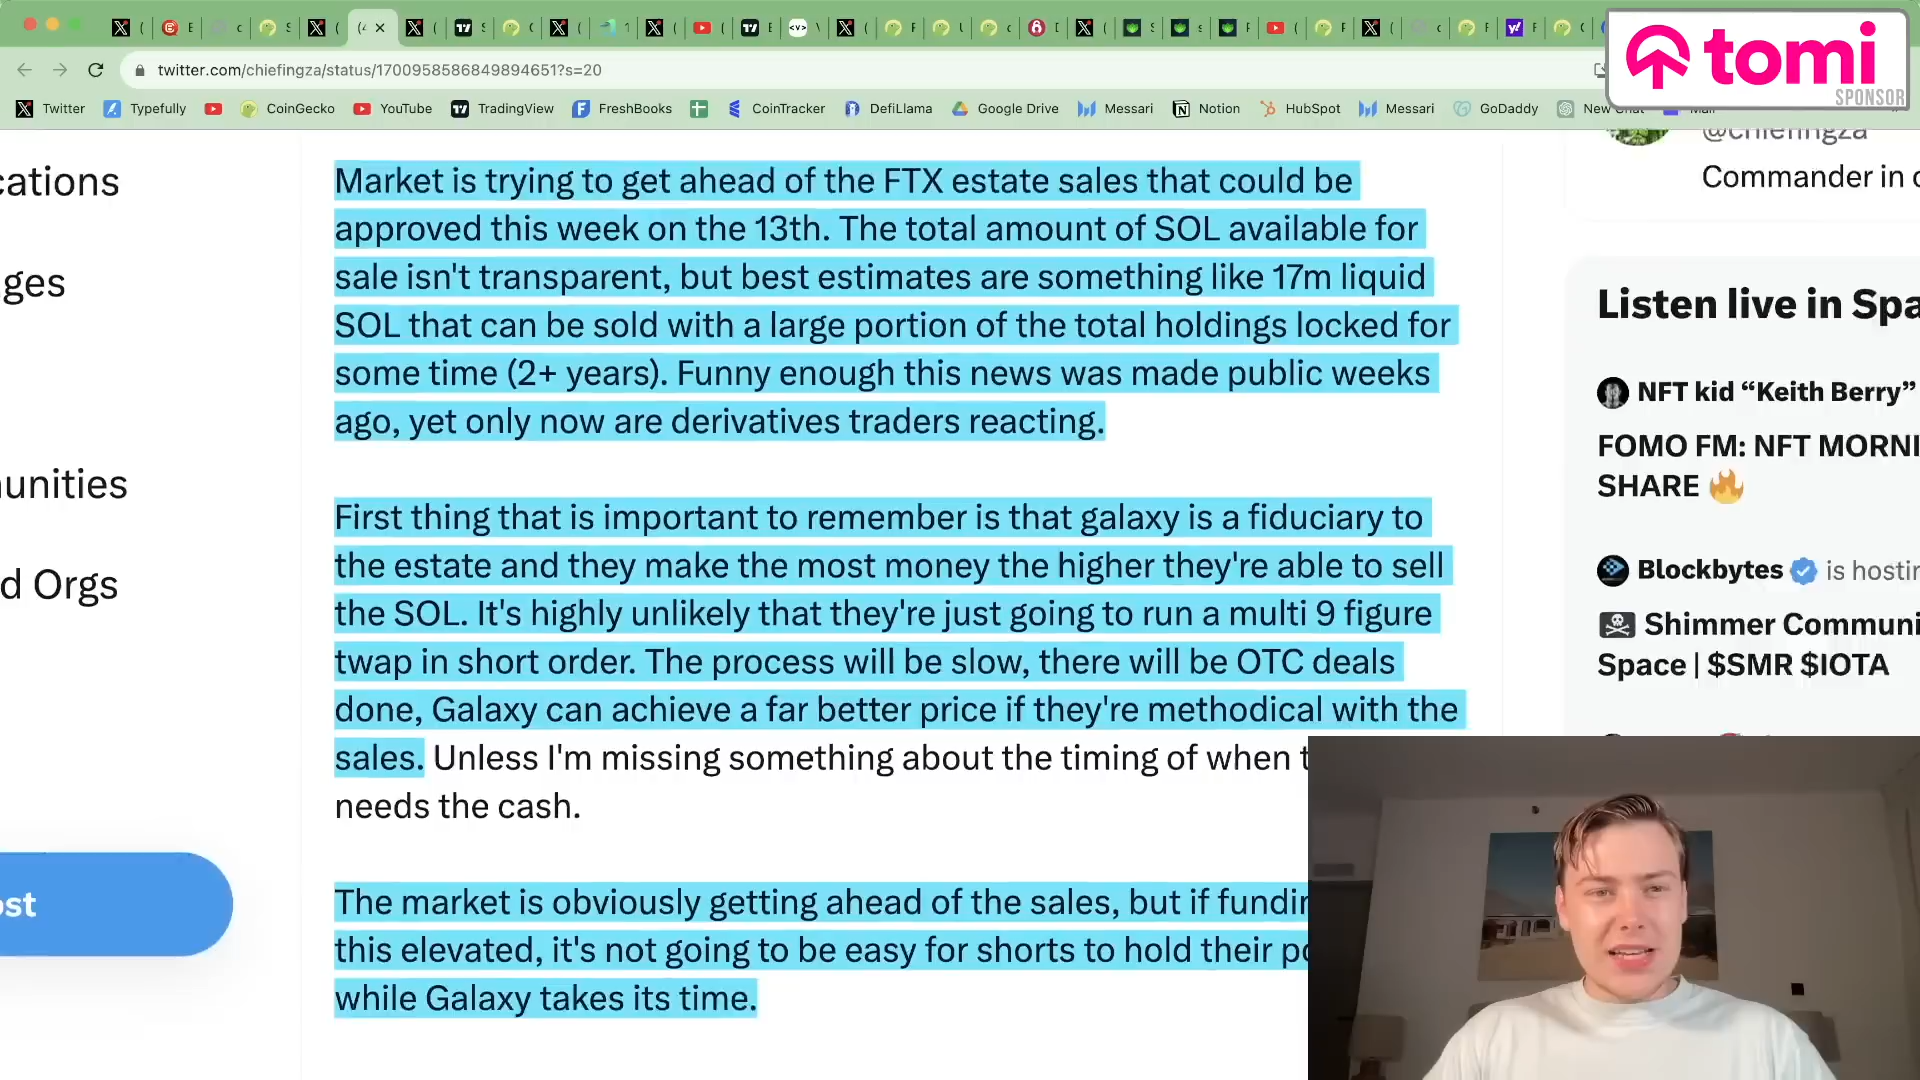 twitter.com/chiefingza/status/1700958586849894651?s=20
tomi
SPONSOR
Twitter Typefully CoinGecko YouTube TradingView FreshBooks CoinTracker DefiLlama Google Drive Messari Notion HubSpot Messari GoDaddy New Chat
cations
ges
unities
d Orgs
ost
Market is trying to get ahead of the FTX estate sales that could be
approved this week on the 13th. The total amount of SOL available for
sale isn't transparent, but best estimates are something like 17m liquid
SOL that can be sold with a large portion of the total holdings locked for
some time (2+ years). Funny enough this news was made public weeks
ago, yet only now are derivatives traders reacting.
First thing that is important to remember is that galaxy is a fiduciary to
the estate and they make the most money the higher they're able to sell
the SOL. It's highly unlikely that they're just going to run a multi 9 figure
twap in short order. The process will be slow, there will be OTC deals
done, Galaxy can achieve a far better price if they're methodical with the
sales. Unless I'm missing something about the timing of when t
needs the cash.
The market is obviously getting ahead of the sales, but if fundin
this elevated, it's not going to be easy for shorts to hold their po
while Galaxy takes its time.
@chiefingza
Commander in c
Listen live in Spa
NFT kid “Keith Berry”
FOMO FM: NFT MORNI
SHARE 🔥
Blockbytes is hostin
Shimmer Communi
Space | $SMR $IOTA